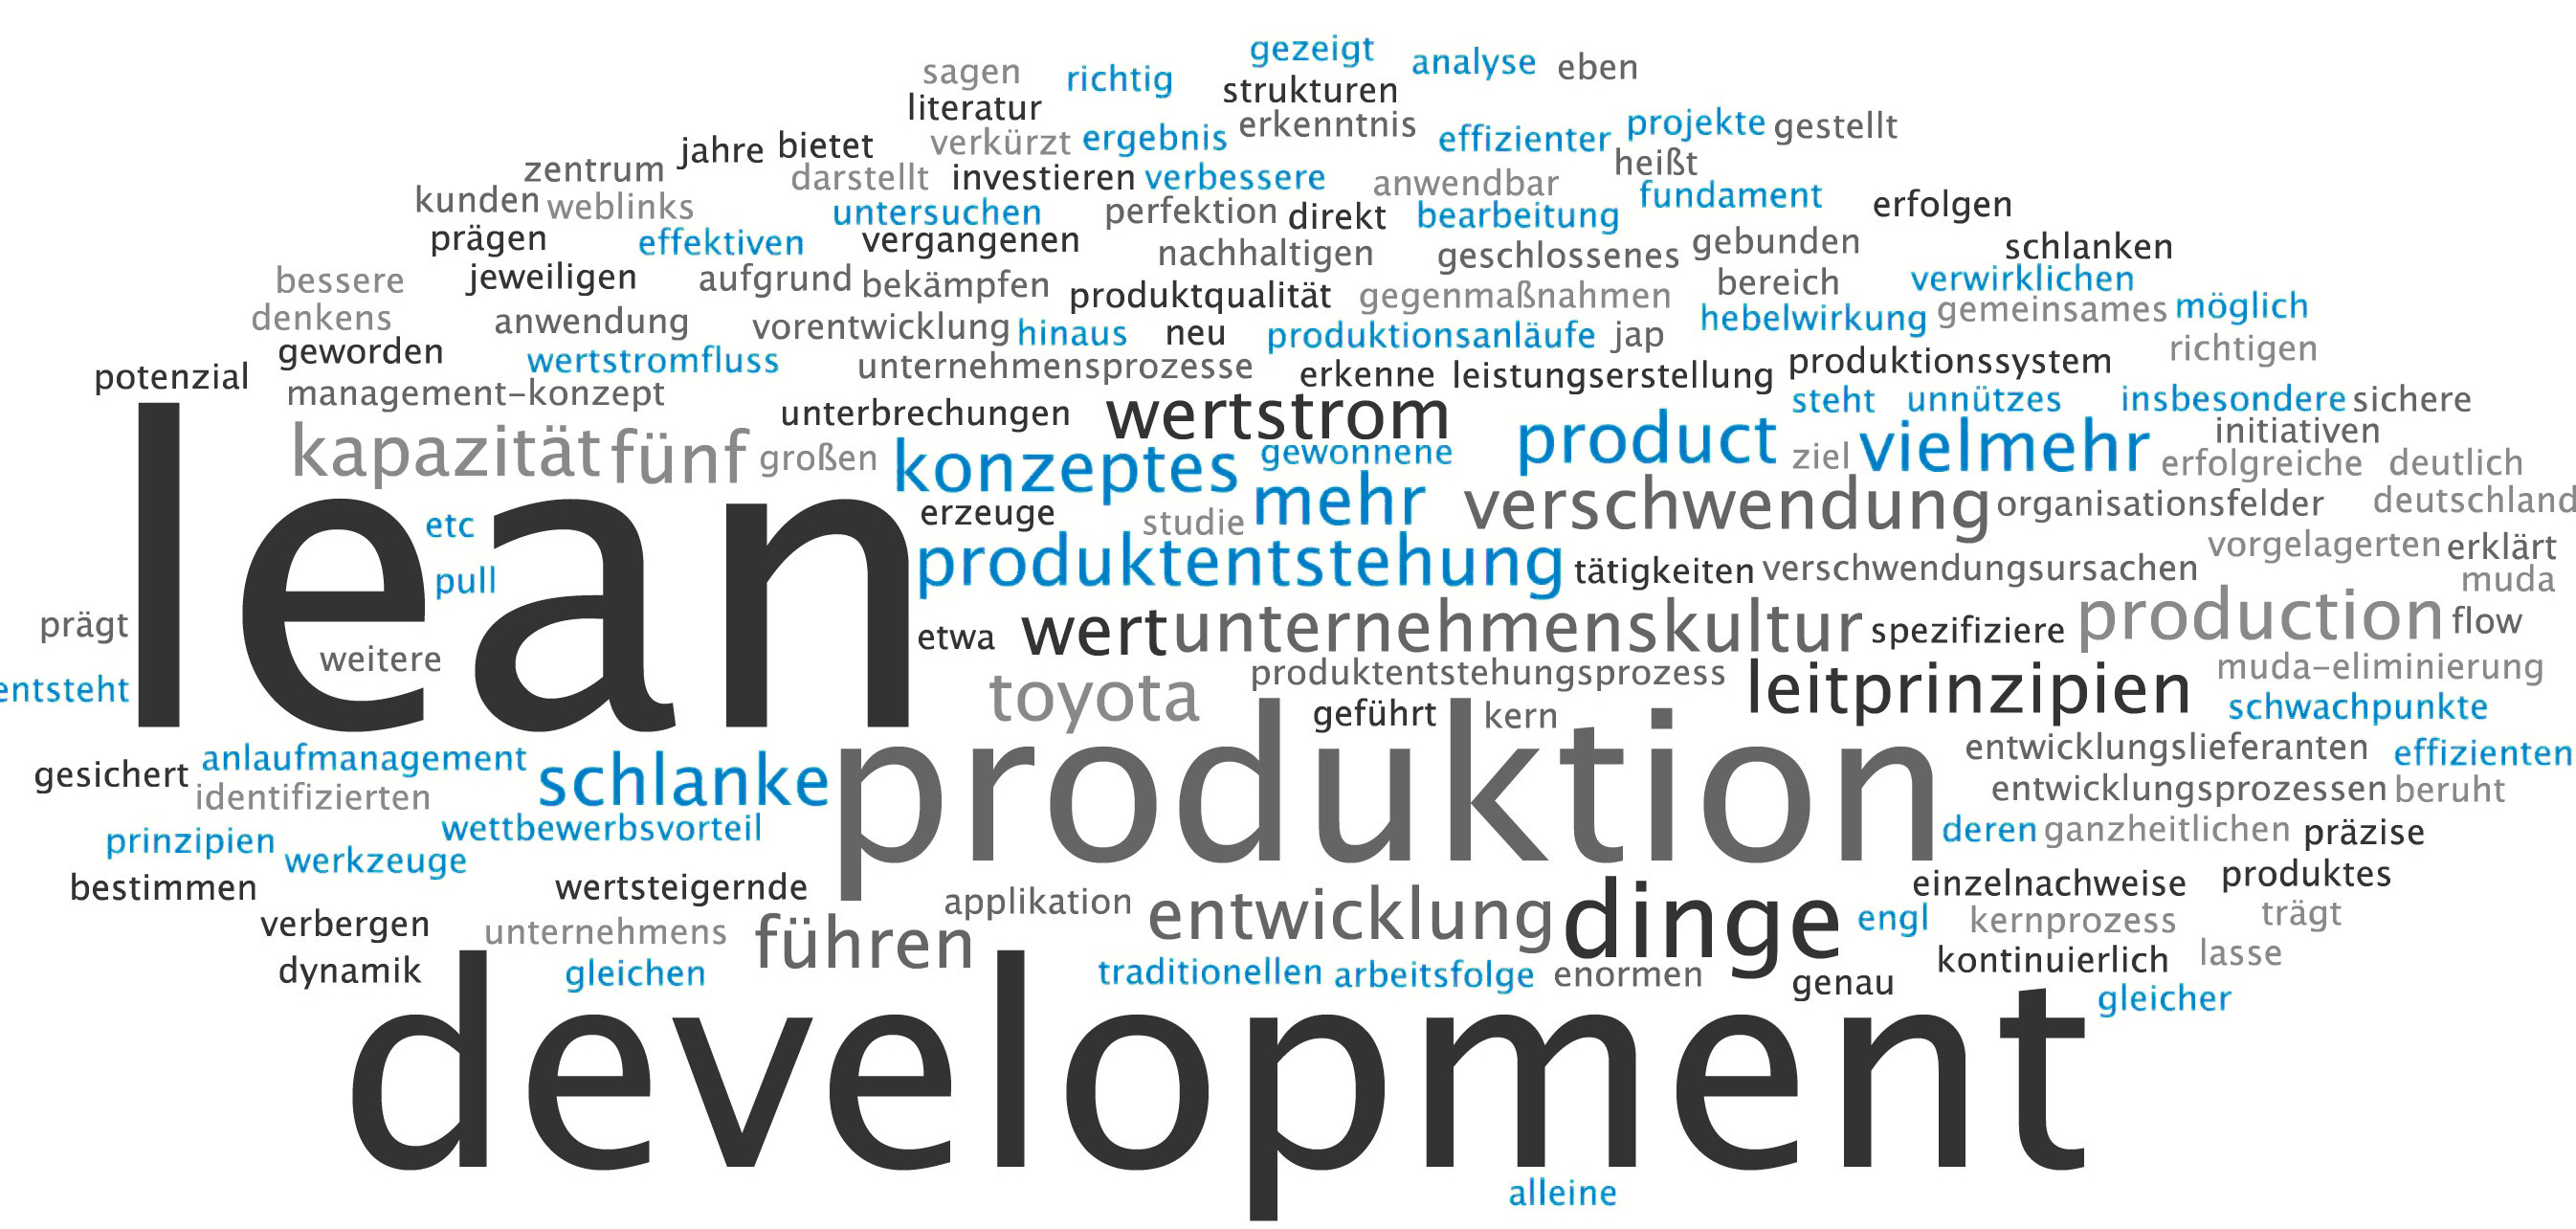 gezeigt analyse eben
sagen richtig strukturen
literatur erkenntnis projekte gestellt
jahre bietet verkürzt ergebnis effizienter
zentrum darstellt investieren verbessere anwendbar heißt
kunden weblinks untersuchen perfektion direkt bearbeitung fundament erfolgen
prägen effektiven vergangenen nachhaltigen geschlossenes gebunden schlanken
bessere jeweiligen aufgrund bekämpfen produktqualität gegenmaßnahmen bereich verwirklichen
denkens anwendung vorentwicklung hinaus neu produktionsanläufe jap hebelwirkung gemeinsames möglich
geworden wertstromfluss unternehmensprozesse erkenne leistungserstellung produktionssystem richtigen
potenzial management-konzept unterbrechungen wertstrom steht unnützes insbesondere sichere
kapazität fünf großen konzeptes gewonnene product ziel vielmehr initiativen
erfolgreiche deutlich
lean etc erzeuge studie mehr verschwendung organisationsfelder deutschland
pull produktentstehung tätigkeiten verschwendungsursachen vorgelagerten erklärt
muda
prägt weitere etwa wert unternehmenskultur spezifiziere production flow
entsteht toyota produktentstehungsprozess leitprinzipien muda-eliminierung
geführt kern schwachpunkte
gesichert anlaufmanagement schlanke produktion entwicklungslieferanten effizienten
identifizierten entwicklungsprozessen beruht
prinzipien wettbewerbsvorteil deren ganzheitlichen präzise
werkzeuge
bestimmen wertsteigernde applikation entwicklung dinge einzelnachweise produktes
verbergen unternehmens führen engl kernprozess trägt
dynamik gleichen traditionellen arbeitsfolge enormen genau kontinuierlich lasse
gleicher
development
alleine